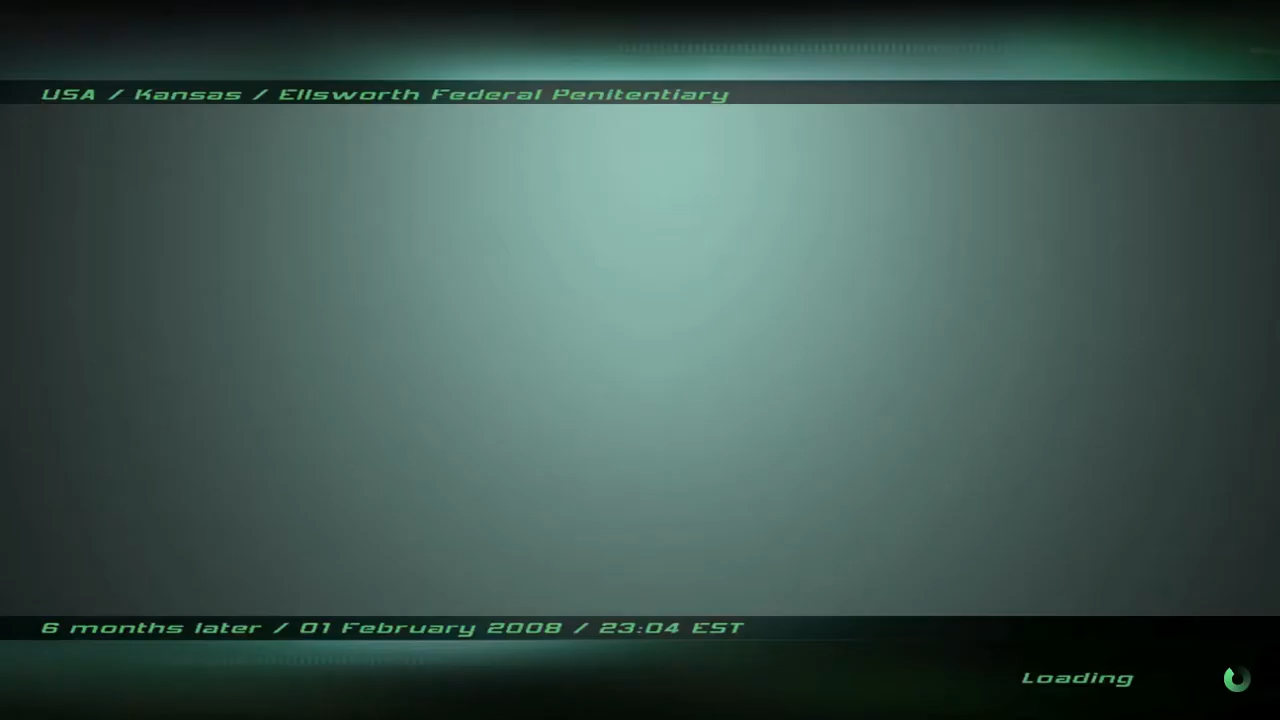 USA / Kansas / Ellsworth Federal Penitentiary
6 months later / 01 February 2008 / 23:04 EST
Loading